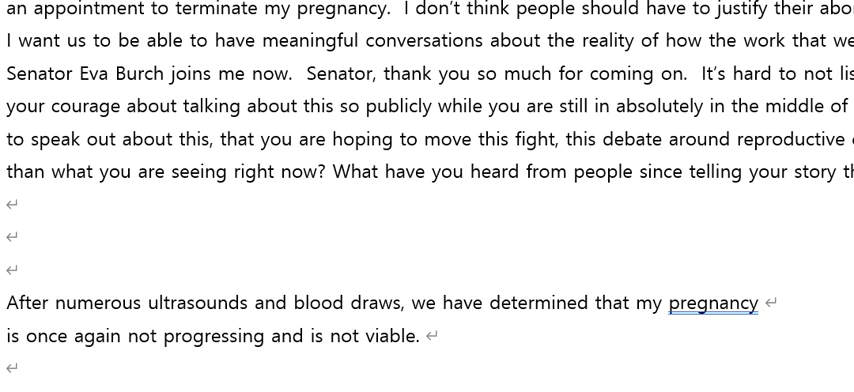 an appointment to terminate my pregnancy.  I don't think people should have to justify their
I want us to be able to have meaningful conversations about the reality of how the work that
Senator Eva Burch joins me now.  Senator, thank you so much for coming on.  It's hard to not
your courage about talking about this so publicly while you are still in absolutely in the middle of
to speak out about this, that you are hoping to move this fight, this debate around reproductive
than what you are seeing right now? What have you heard from people since telling your story
After numerous ultrasounds and blood draws, we have determined that my pregnancy
is once again not progressing and is not viable.